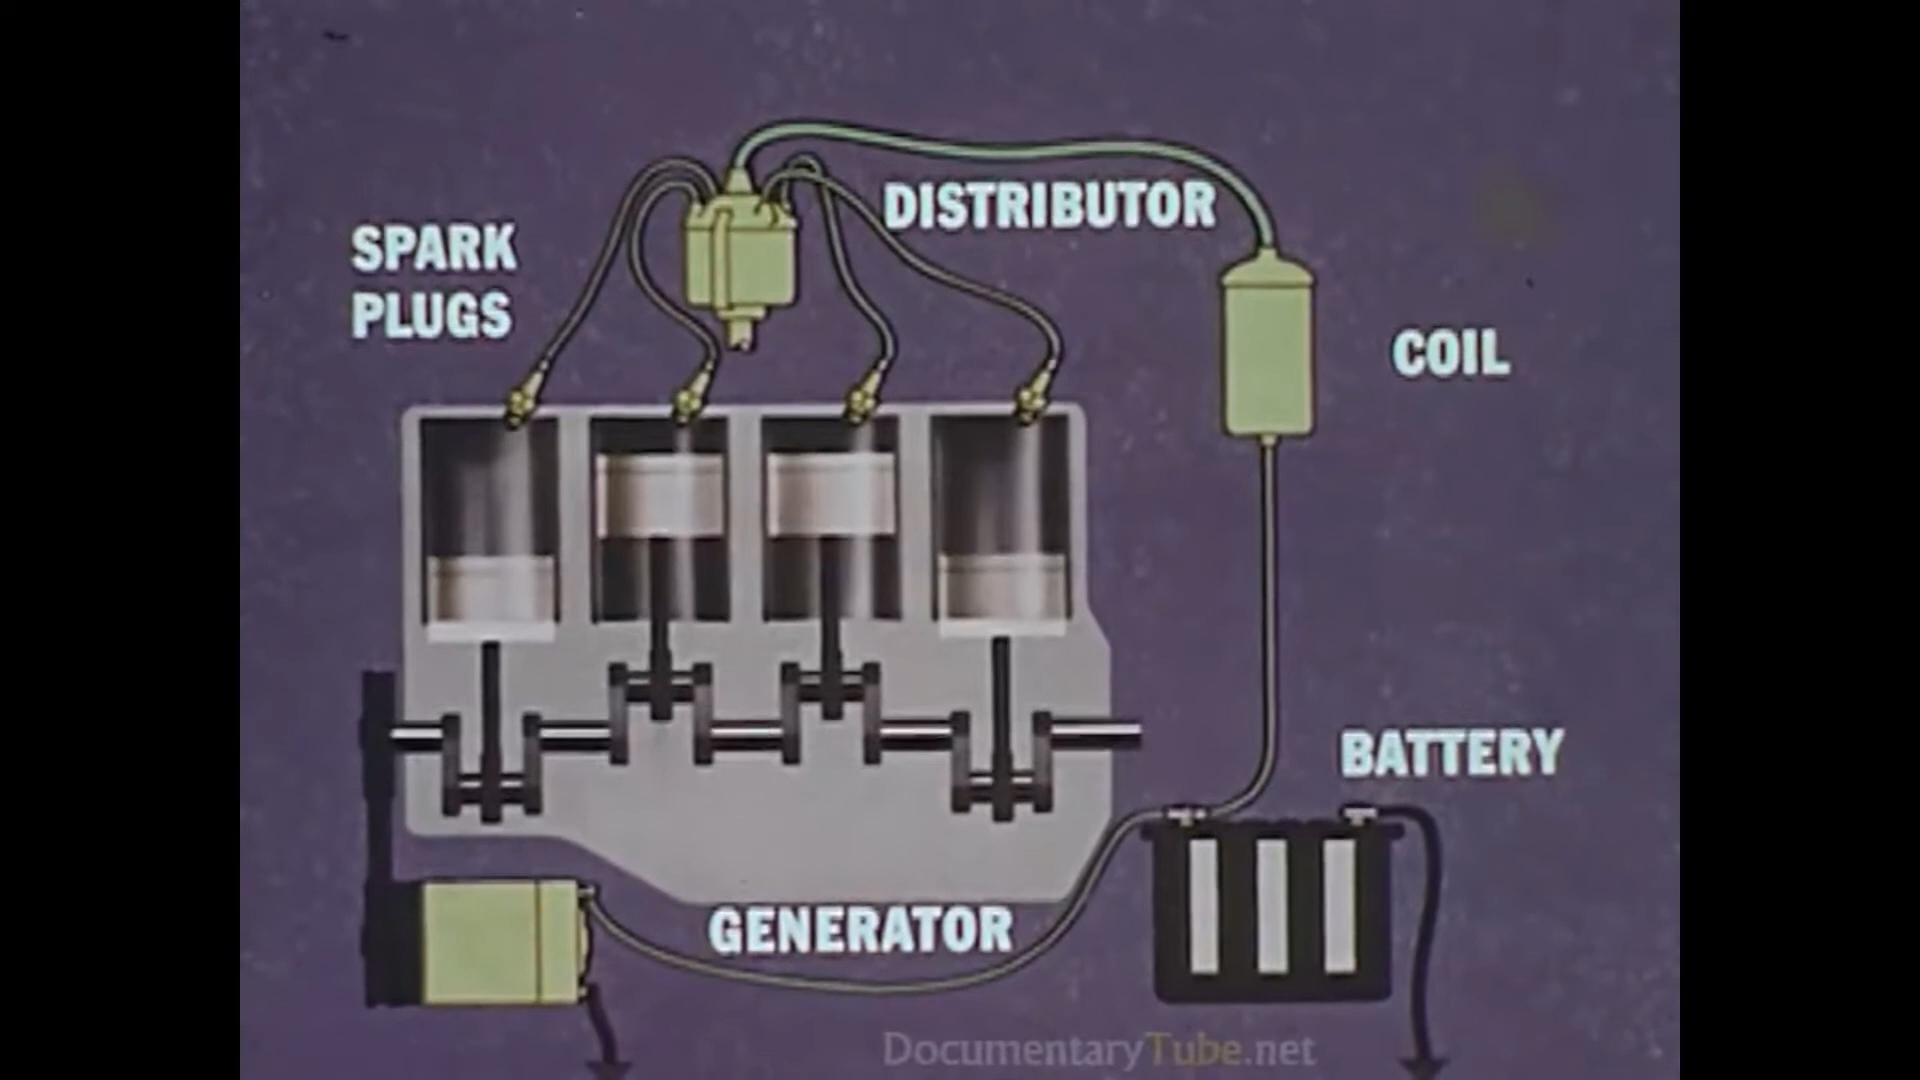 DISTRIBUTOR
SPARK
PLUGS
COIL
BATTERY
GENERATOR
DocumentaryTube.net